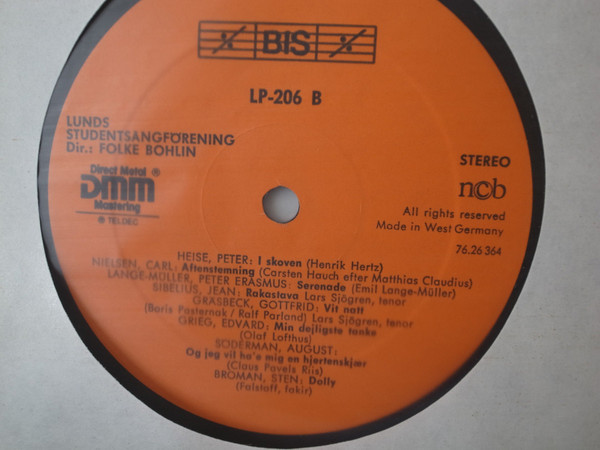 BIS
LP-206 B
LUNDS
STUDENTSANGFÖRENING
Dir.: FOLKE BOHLIN
Direct Metal ®
DMM
Mastering
® TELDEC
STEREO
ncb
All rights reserved
Made in West Germany
76.26 364
HEISE, PETER: I skoven (Henrik Hertz)
NIELSEN, CARL: Aftenstemning (Carsten Hauch efter Matthias Claudius)
LANGE-MÜLLER, PETER ERASMUS: Serenade (Emil Lange-Müller)
SIBELIUS, JEAN: Rakastava Lars Sjögren, tenor
GRASBECK, GOTTFRID: Vit natt
(Boris Pasternak / Ralf Parland) Lars Sjögren, tenor
GRIEG, EDVARD: Min dejligste tanke
(Olaf Lofthus)
SÖDERMAN, AUGUST:
Og jeg vil ha'e mig en hjertenskjær
(Claus Pavels Riis)
BROMAN, STEN: Dolly
(Falstaff, fakir)